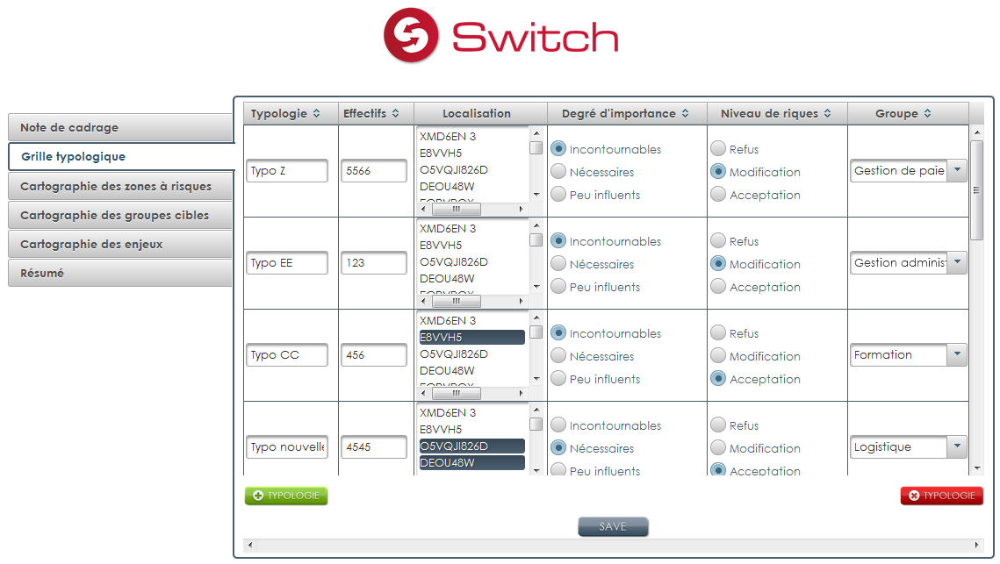 Switch
Note de cadrage
Grille typologique
Cartographie des zones à risques
Cartographie des groupes cibles
Cartographie des enjeux
Résumé
Typologie Effectifs Localisation Degré d'importance Niveau de riques Groupe
Typo Z
5566
XMD6EN 3
E8VVH5
O5VQJI826D
DEOU48W
Incontournables
Nécessaires
Peu influents
Refus
Modification
Acceptation
Gestion de paie
Typo EE
123
XMD6EN 3
E8VVH5
O5VQJI826D
DEOU48W
Incontournables
Nécessaires
Peu influents
Refus
Modification
Acceptation
Gestion adminis
Typo CC
456
XMD6EN 3
E8VVH5
O5VQJI826D
DEOU48W
Incontournables
Nécessaires
Peu influents
Refus
Modification
Acceptation
Formation
Typo nouvelle
4545
XMD6EN 3
E8VVH5
O5VQJI826D
DEOU48W
Incontournables
Nécessaires
Peu influents
Refus
Modification
Acceptation
Logistique
TYPOLOGIE
TYPOLOGIE
SAVE